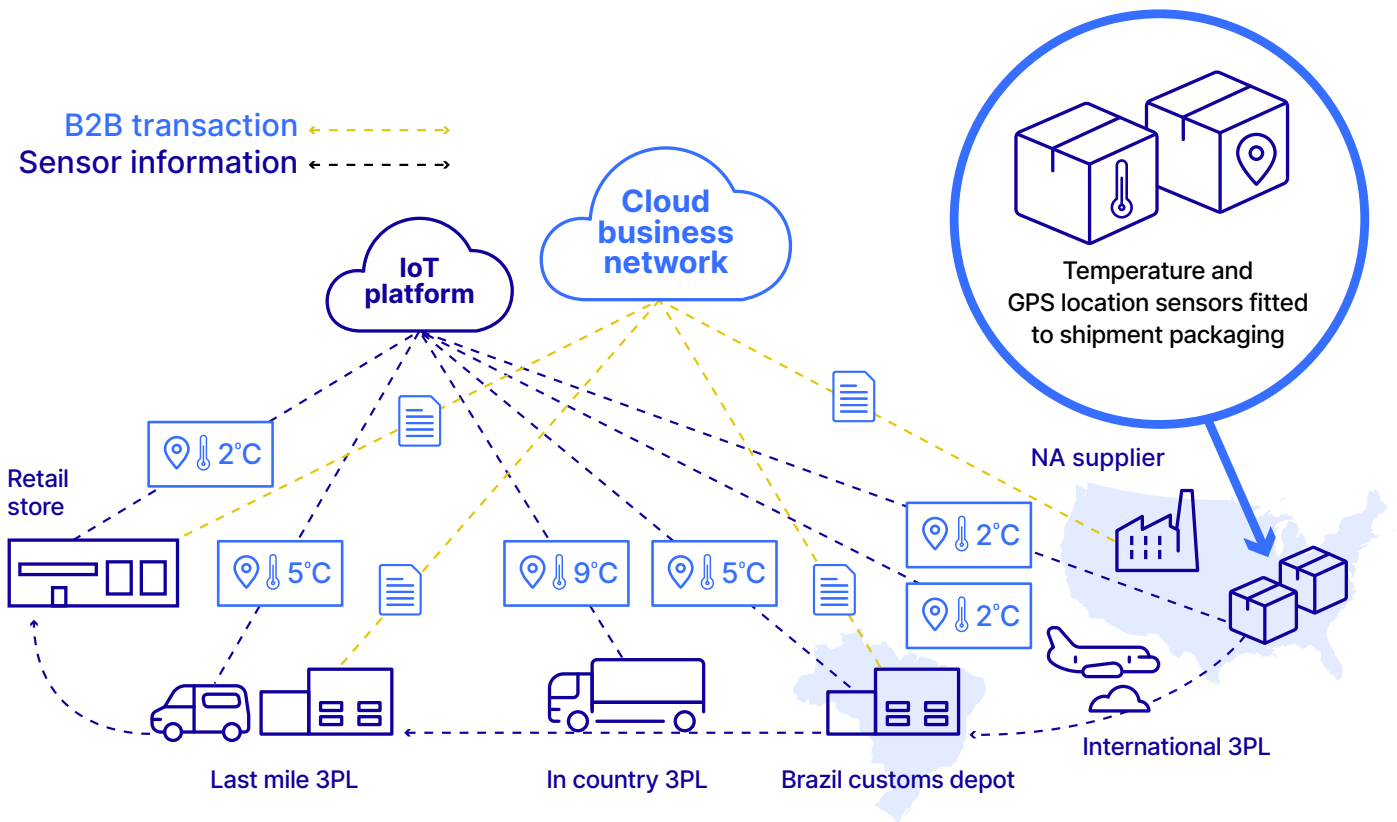 B2B transaction
Sensor information
Cloud
business
network
IoT
platform
Temperature and
GPS location sensors fitted
to shipment packaging
2°C
NA supplier
Retail
store
2°C
5°C
9°C
5°C
2°C
International 3PL
Last mile 3PL
In country 3PL
Brazil customs depot